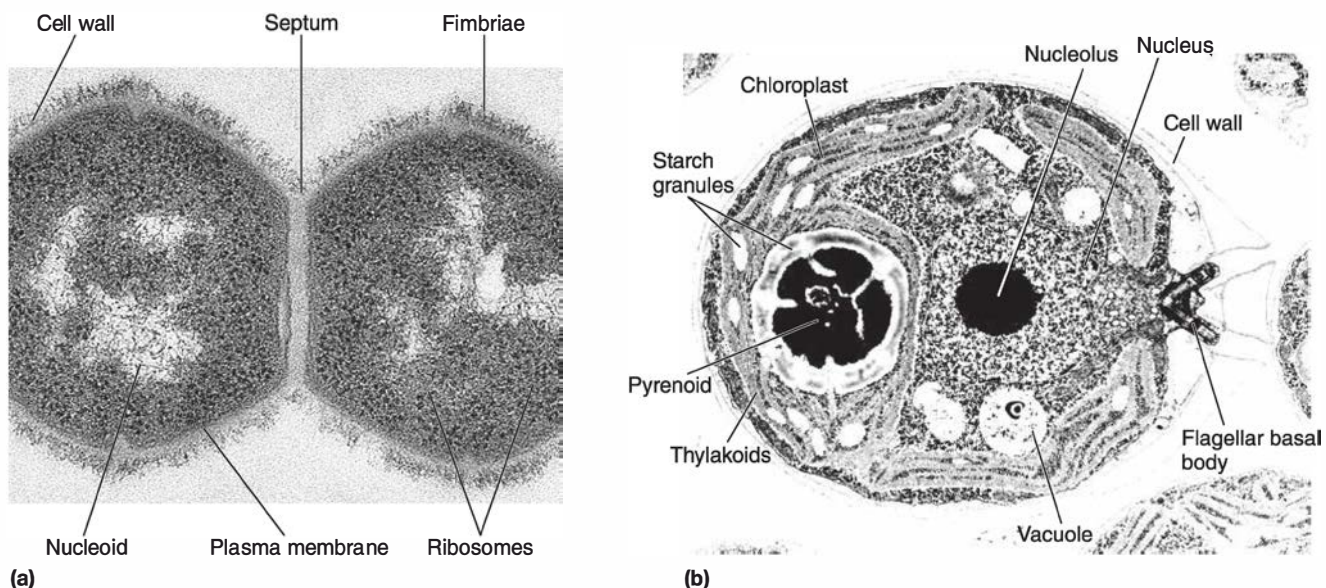 Cell wall
Septum
Fimbriae
Nucleoid
Plasma membrane
Ribosomes
(a)
Nucleolus
Nucleus
Chloroplast
Cell wall
Starch
granules
Pyrenoid
Thylakoids
Flagellar basal
body
Vacuole
(b)